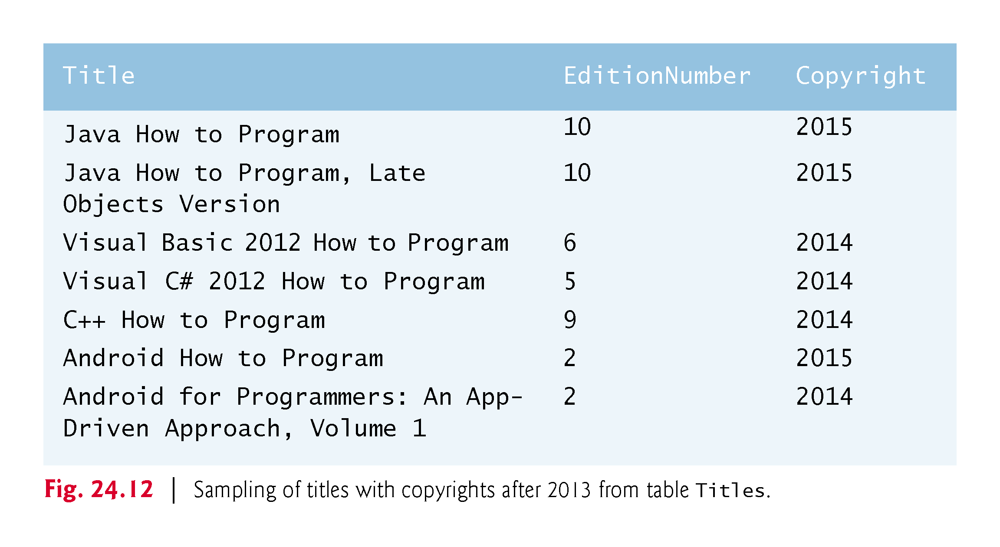 Title EditionNumber Copyright
Java How to Program 10 2015
Java How to Program, Late 10 2015
Objects Version
Visual Basic 2012 How to Program 6 2014
Visual C# 2012 How to Program 5 2014
C++ How to Program 9 2014
Android How to Program 2 2015
Android for Programmers: An App- 2 2014
Driven Approach, Volume 1
Fig. 24.12 | Sampling of titles with copyrights after 2013 from table Titles.